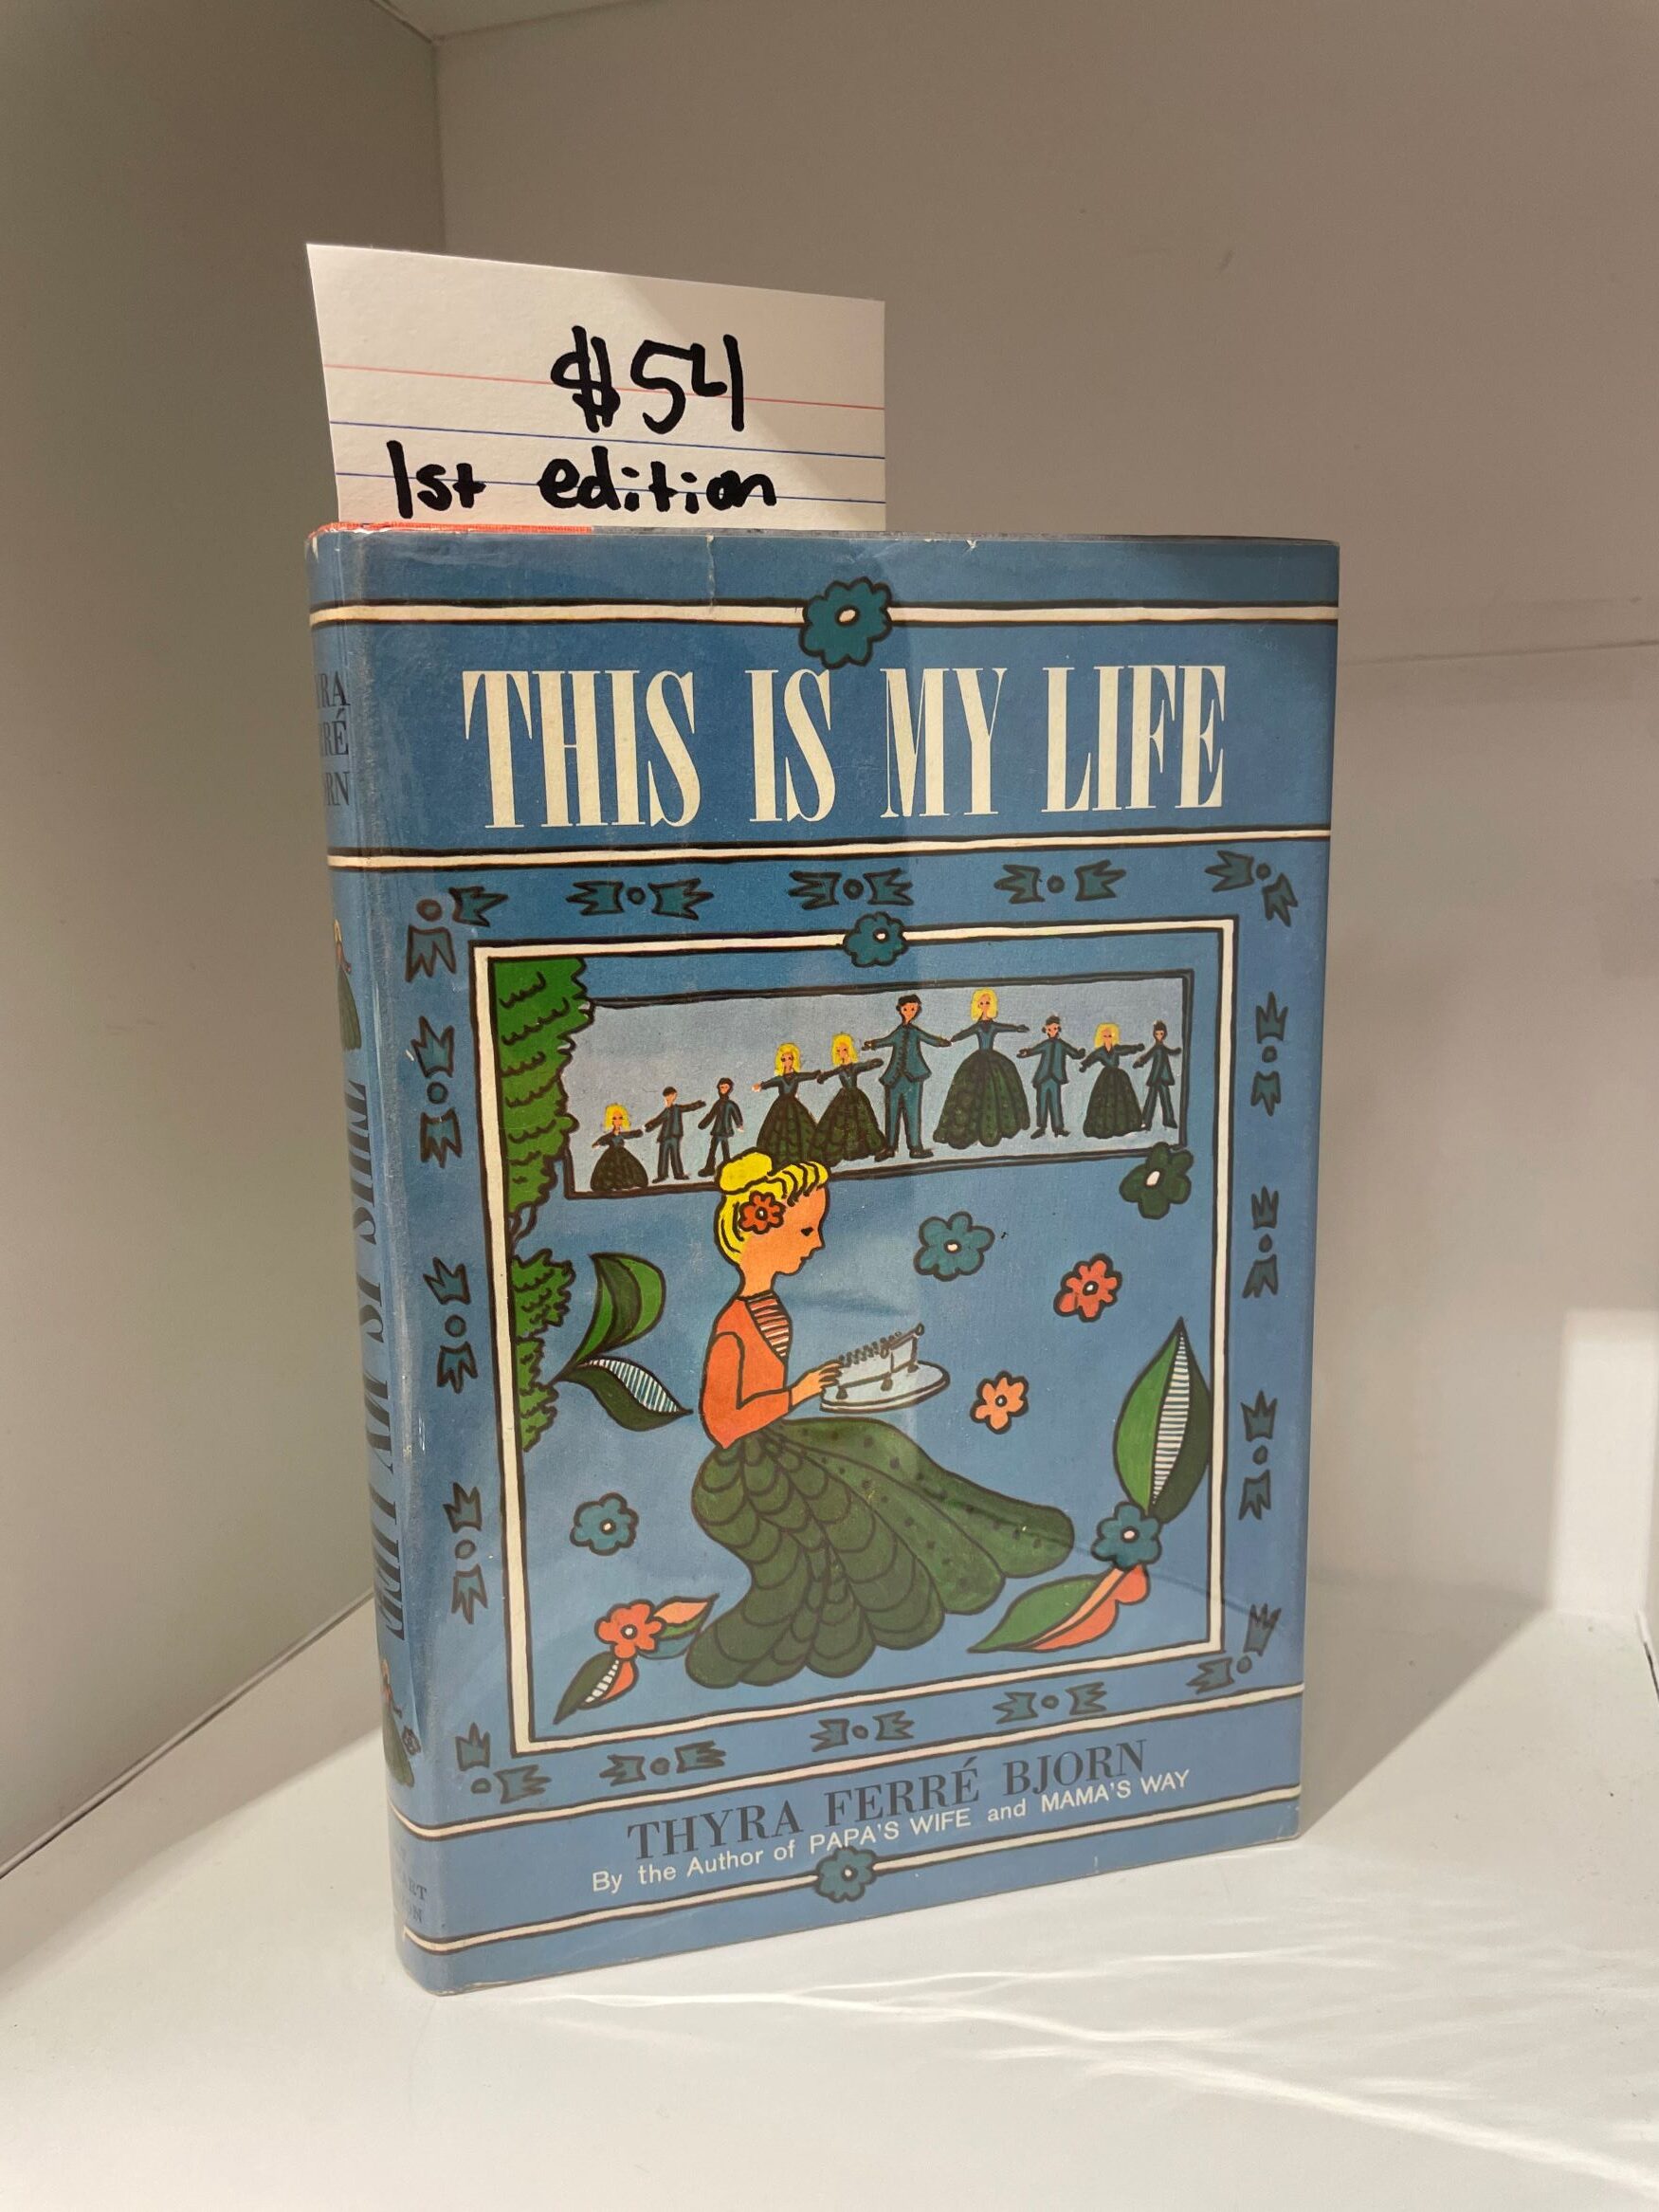 $54
1st edition
THIS IS MY LIFE
THYRA FERRÉ BJORN
By the Author of PAPA'S WIFE and MAMA'S WAY
THIS IS MY LIFE